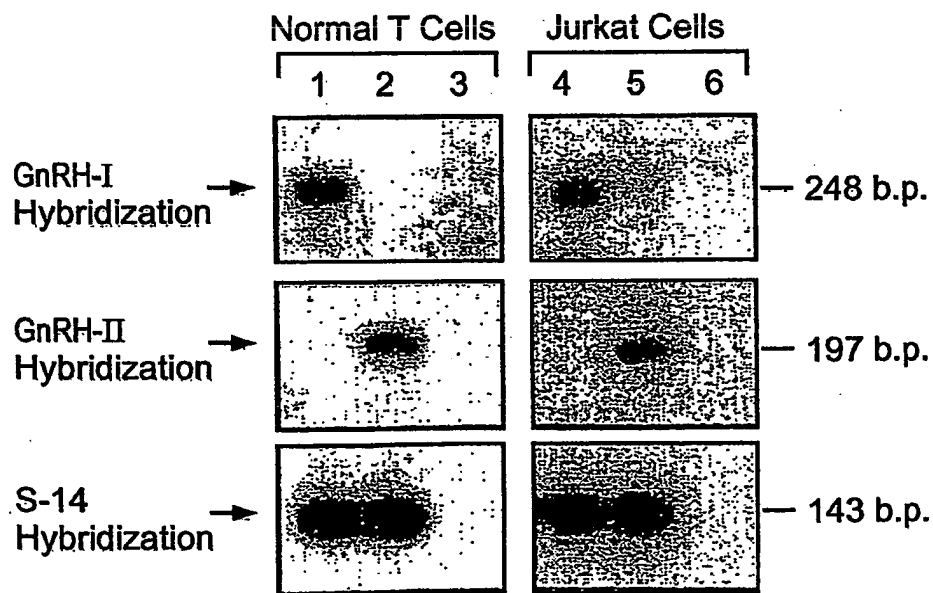 Normal T Cells Jurkat Cells
1 2 3 4 5 6
GnRH-I
Hybridization
248 b.p.
GnRH-II
Hybridization
197 b.p.
S-14
Hybridization
143 b.p.